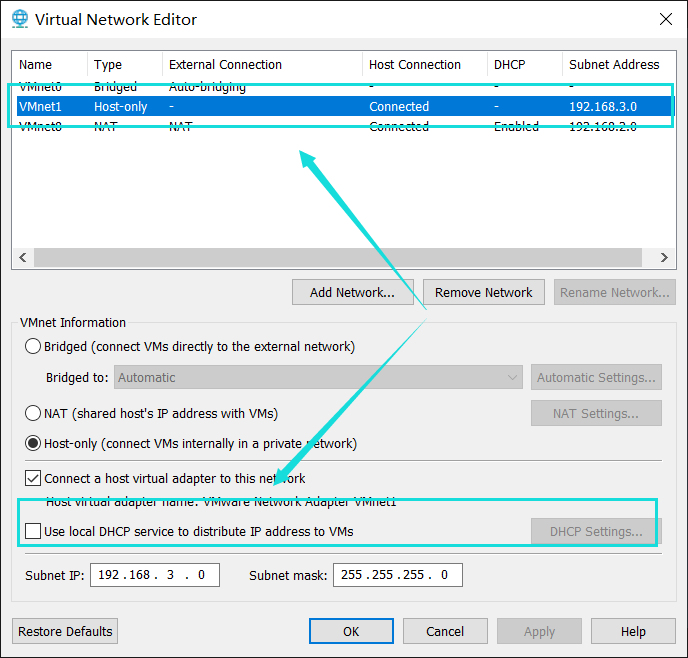 Virtual Network Editor
Name Type External Connection Host Connection DHCP Subnet Address
VMnet0 Bridged Auto-bridging - - -
VMnet1 Host-only - Connected - 192.168.3.0
VMnet8 NAT NAT Connected Enabled 192.168.2.0
Add Network... Remove Network Rename Network...
VMnet Information
Bridged (connect VMs directly to the external network)
Bridged to: Automatic Automatic Settings...
NAT (shared host's IP address with VMs) NAT Settings...
Host-only (connect VMs internally in a private network)
Connect a host virtual adapter to this network
Host virtual adapter name: VMware Network Adapter VMnet1
Use local DHCP service to distribute IP address to VMs DHCP Settings...
Subnet IP: 192 . 168 . 3 . 0 Subnet mask: 255 . 255 . 255 . 0
Restore Defaults OK Cancel Apply Help